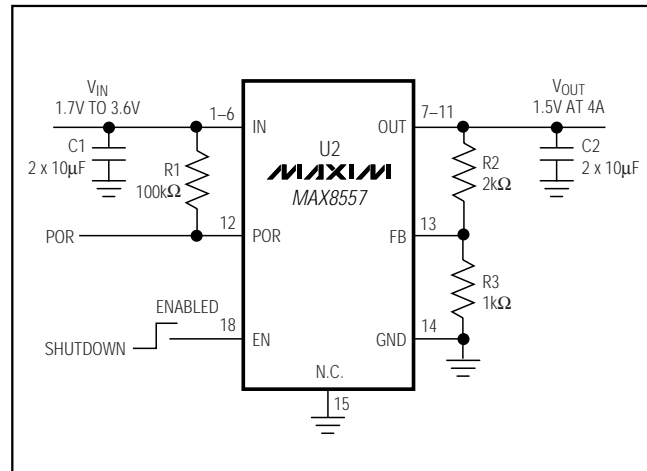 VIN
1.7V TO 3.6V
1–6
IN
OUT
7–11
VOUT
1.5V AT 4A
C1
2 x 10µF
R1
100kΩ
U2
MAXIM
MAX8557
R2
2kΩ
C2
2 x 10µF
POR
12
POR
FB
13
R3
1kΩ
ENABLED
SHUTDOWN
18
EN
GND
14
N.C.
15